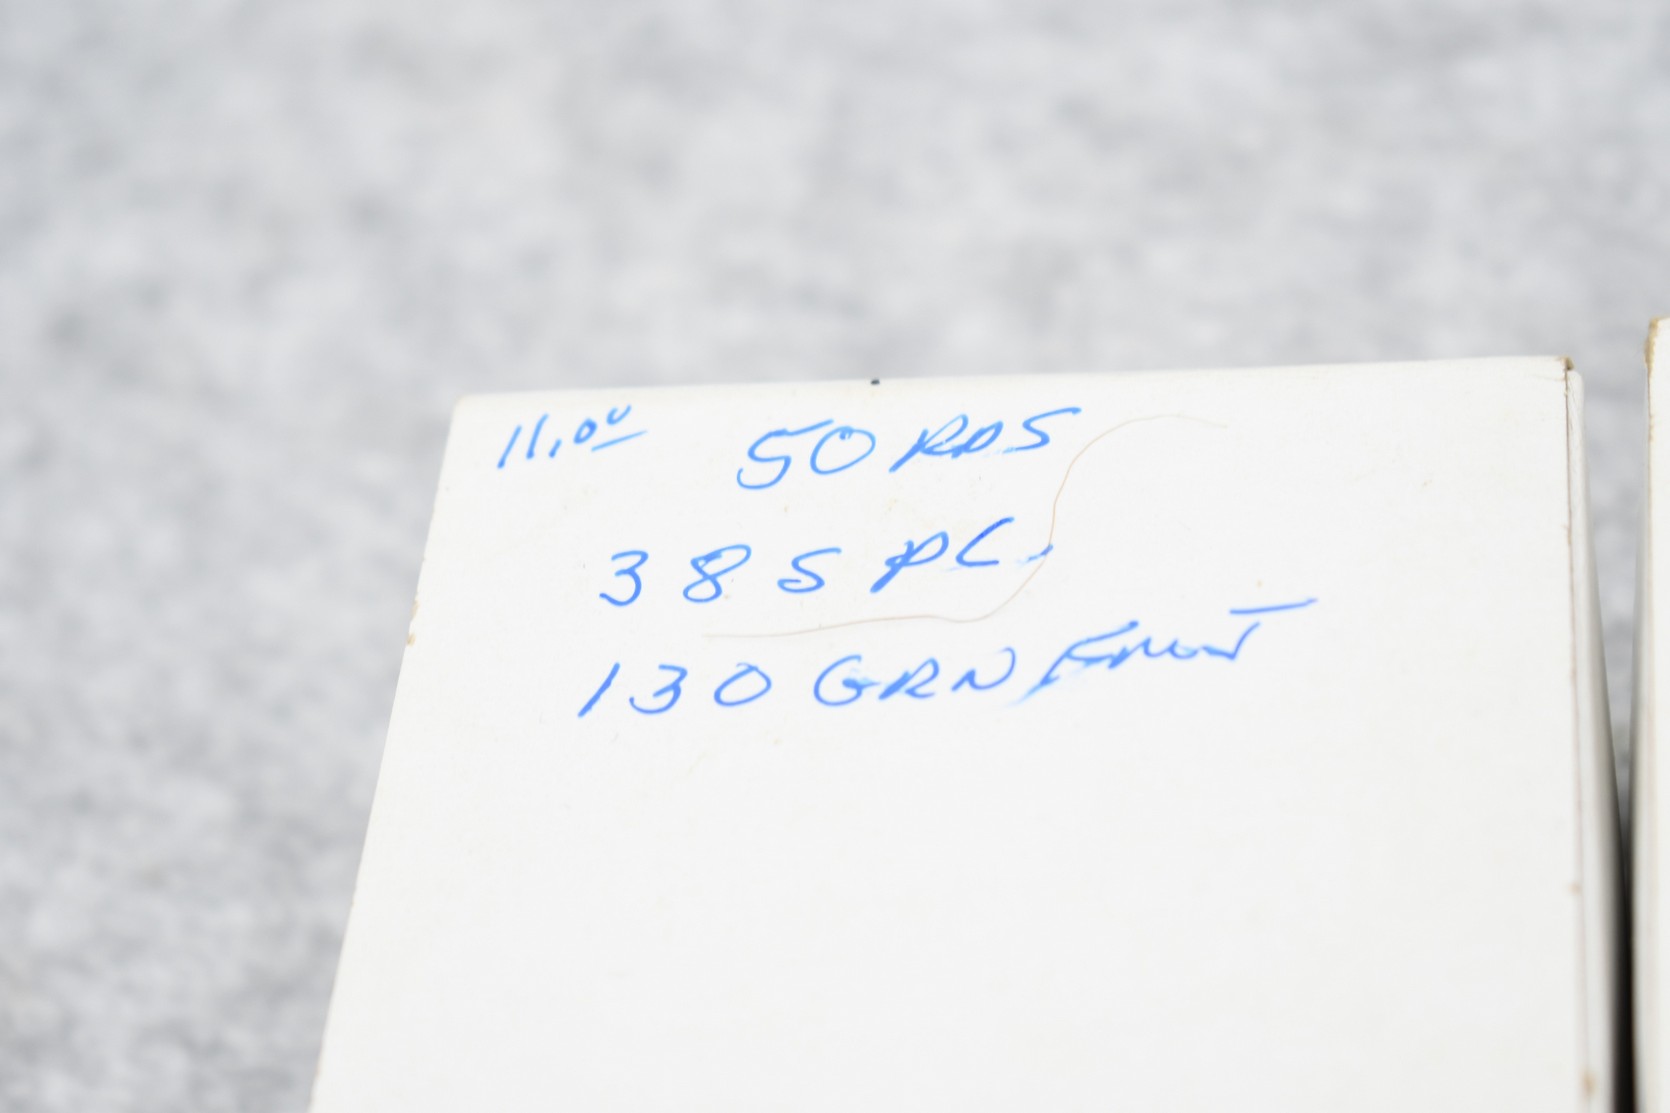 11.00 50 RDS
38 SPL.
130 GRN FMJ